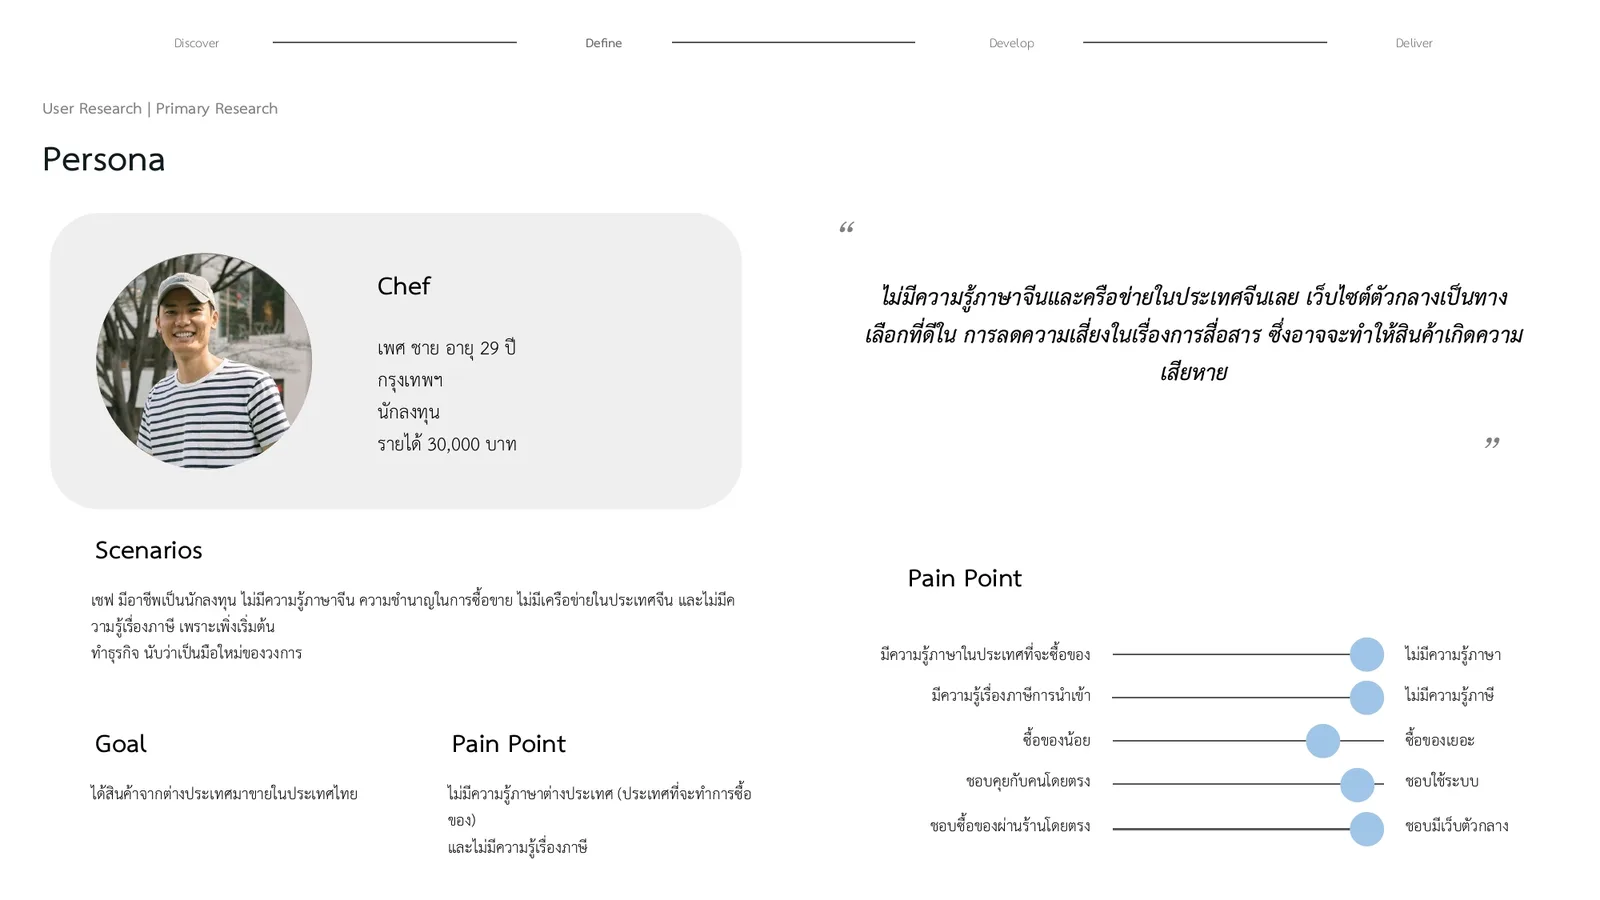 Discover
Define
Develop
Deliver
User Research | Primary Research
Persona
Chef
เพศ ชาย อายุ 29 ปี
กรุงเทพฯ
นักลงทุน
รายได้ 30,000 บาท
“
ไม่มีความรู้ภาษาจีนและครือข่ายในประเทศจีนเลย เว็บไซต์ตัวกลางเป็นทาง
เลือกที่ดีใน การลดความเสี่ยงในเรื่องการสื่อสาร ซึ่งอาจจะทำให้สินค้าเกิดความ
เสียหาย
”
Scenarios
เชฟ มีอาชีพเป็นนักลงทุน ไม่มีความรู้ภาษาจีน ความชำนาญในการซื้อขาย ไม่มีเครือข่ายในประเทศจีน และไม่มีค
วามรู้เรื่องภาษี เพราะเพิ่งเริ่มต้น
ทำธุรกิจ นับว่าเป็นมือใหม่ของวงการ
Goal
ได้สินค้าจากต่างประเทศมาขายในประเทศไทย
Pain Point
ไม่มีความรู้ภาษาต่างประเทศ (ประเทศที่จะทำการซื้อ
ของ)
และไม่มีความรู้เรื่องภาษี
Pain Point
มีความรู้ภาษาในประเทศที่จะซื้อของ
ไม่มีความรู้ภาษา
มีความรู้เรื่องภาษีการนำเข้า
ไม่มีความรู้ภาษี
ซื้อของน้อย
ซื้อของเยอะ
ชอบคุยกับคนโดยตรง
ชอบใช้ระบบ
ชอบซื้อของผ่านร้านโดยตรง
ชอบมีเว็บตัวกลาง